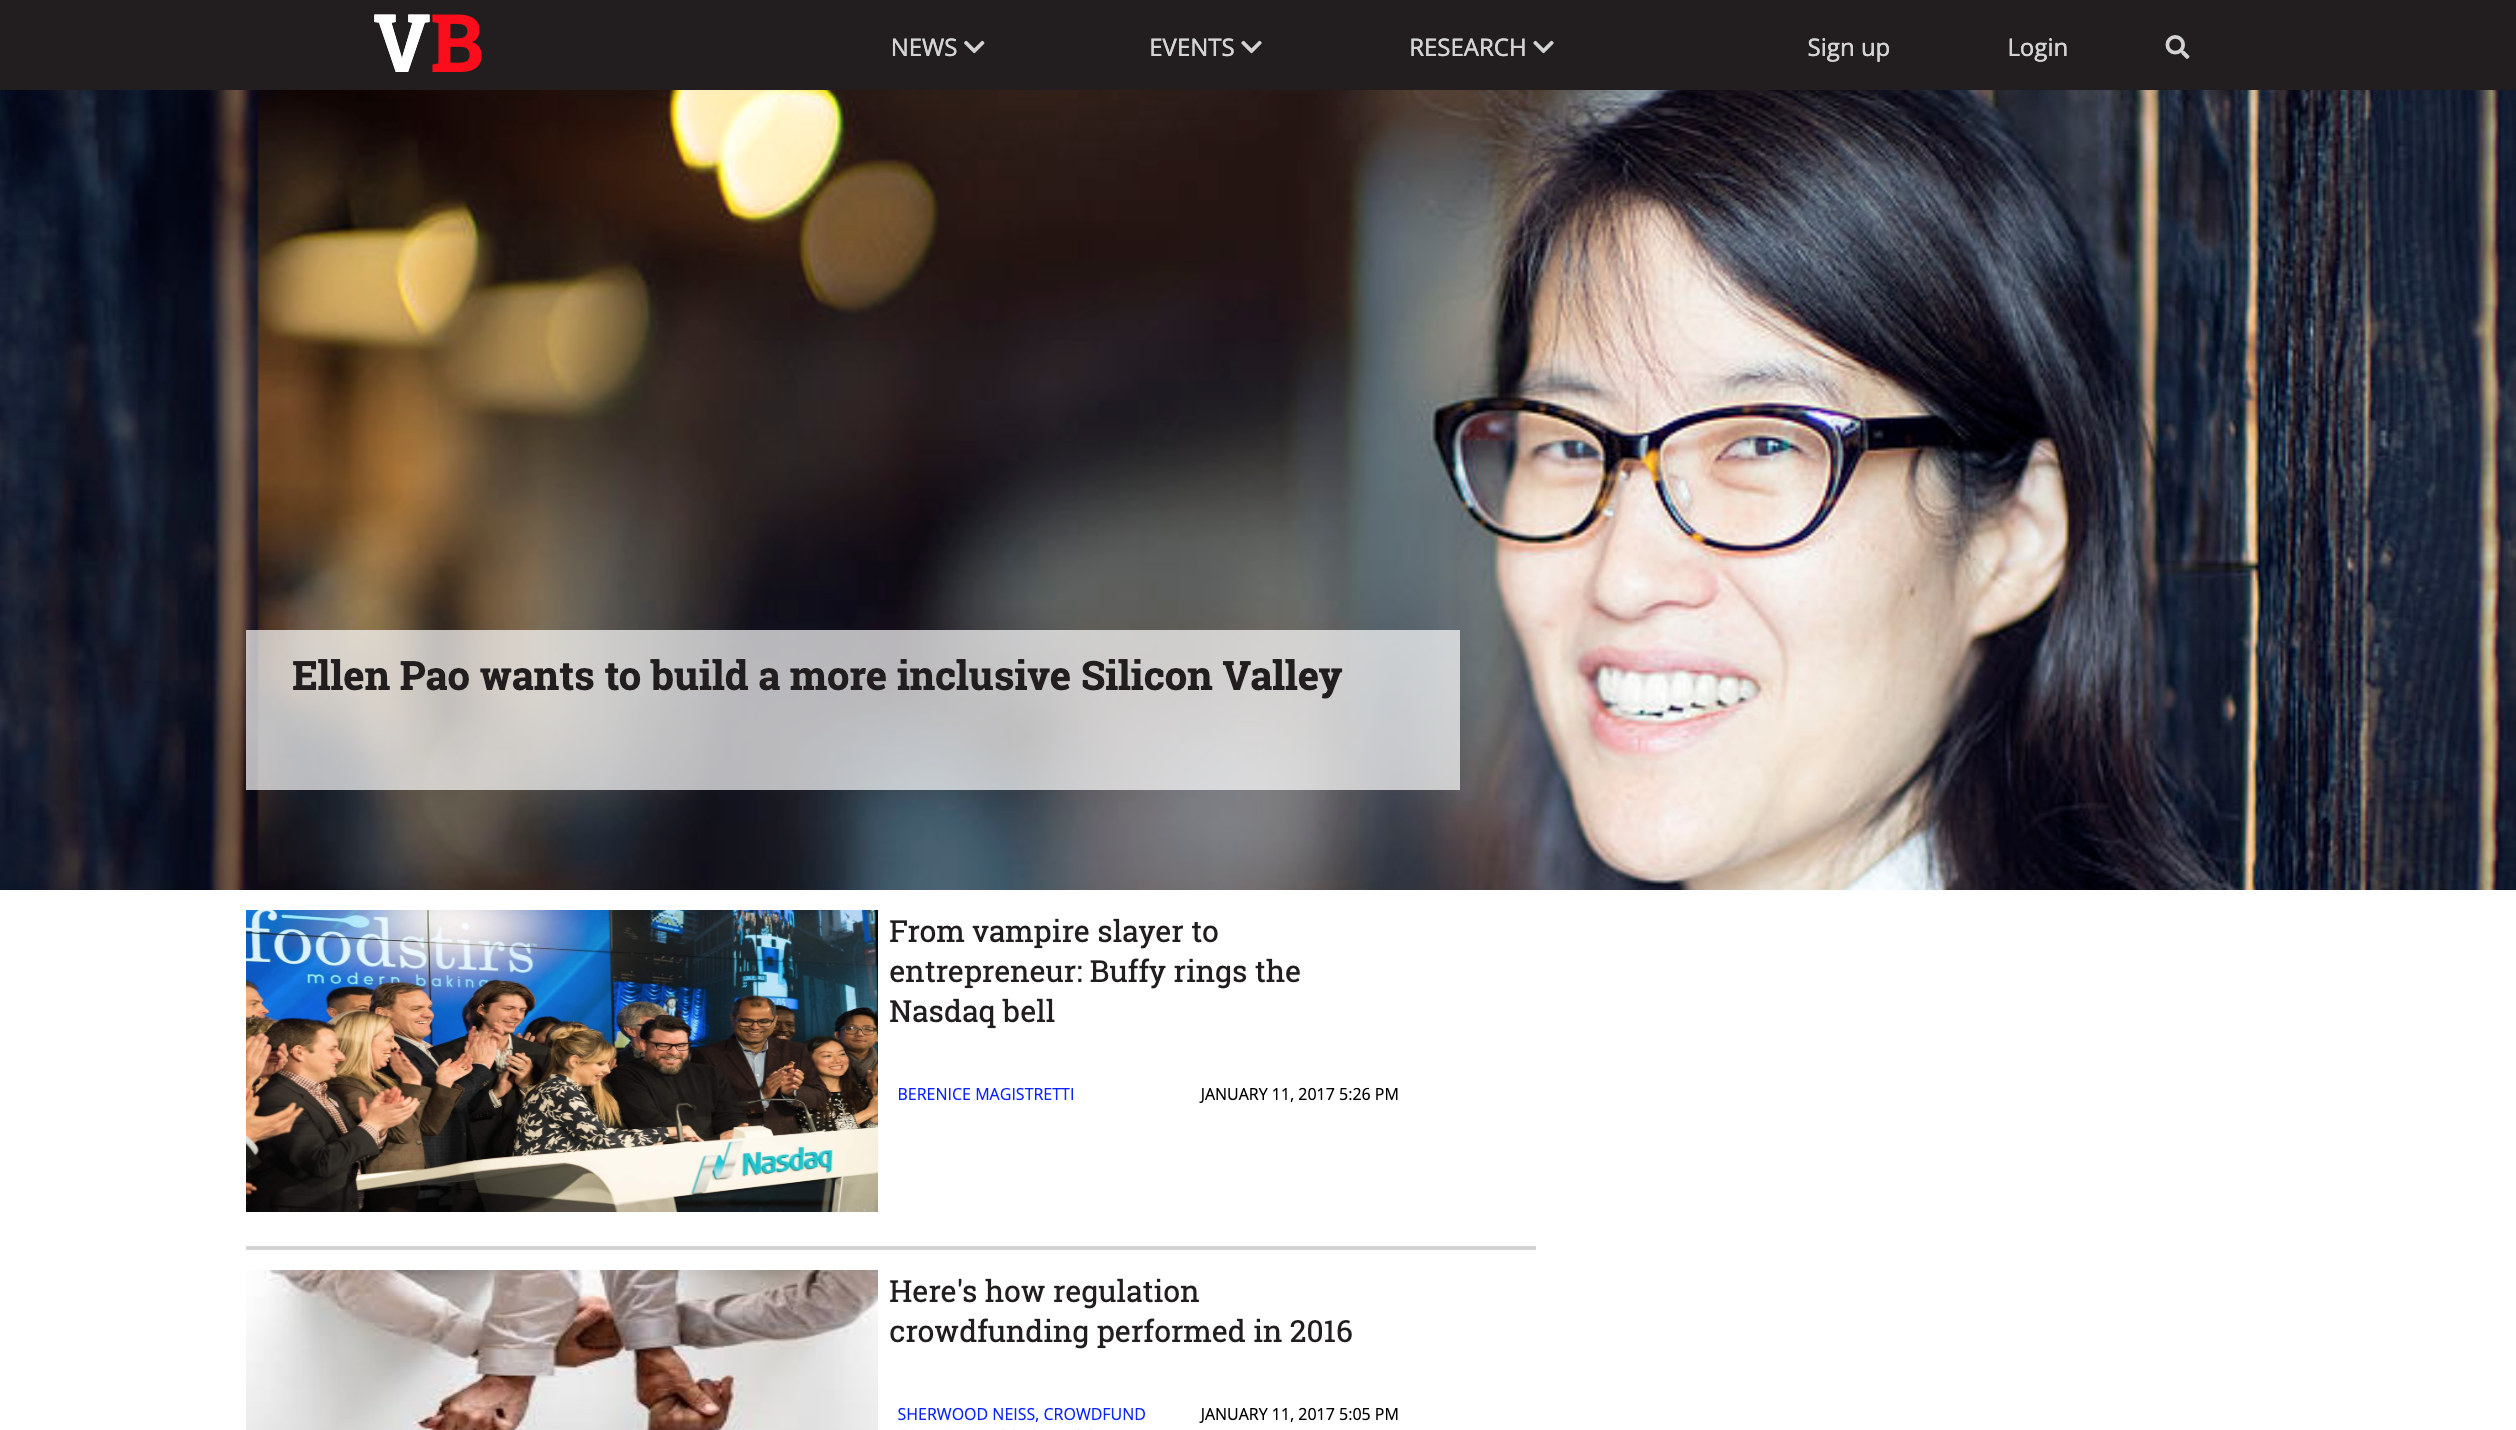 VB
NEWS
EVENTS
RESEARCH
Sign up
Login
Ellen Pao wants to build a more inclusive Silicon Valley
foodstirs
modern baking
Nasdaq
From vampire slayer to
entrepreneur: Buffy rings the
Nasdaq bell
BERENICE MAGISTRETTI
JANUARY 11, 2017 5:26 PM
Here's how regulation
crowdfunding performed in 2016
SHERWOOD NEISS, CROWDFUND
JANUARY 11, 2017 5:05 PM